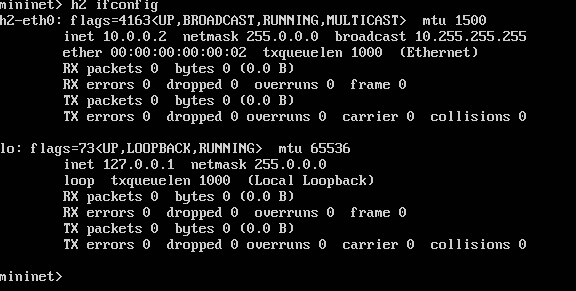 mininet> h2 ifconfig
h2-eth0: flags=4163<UP,BROADCAST,RUNNING,MULTICAST>  mtu 1500
        inet 10.0.0.2  netmask 255.0.0.0  broadcast 10.255.255.255
        ether 00:00:00:00:00:02  txqueuelen 1000  (Ethernet)
        RX packets 0  bytes 0 (0.0 B)
        RX errors 0  dropped 0  overruns 0  frame 0
        TX packets 0  bytes 0 (0.0 B)
        TX errors 0  dropped 0 overruns 0  carrier 0  collisions 0

lo: flags=73<UP,LOOPBACK,RUNNING>  mtu 65536
        inet 127.0.0.1  netmask 255.0.0.0
        loop  txqueuelen 1000  (Local Loopback)
        RX packets 0  bytes 0 (0.0 B)
        RX errors 0  dropped 0  overruns 0  frame 0
        TX packets 0  bytes 0 (0.0 B)
        TX errors 0  dropped 0 overruns 0  carrier 0  collisions 0

mininet>